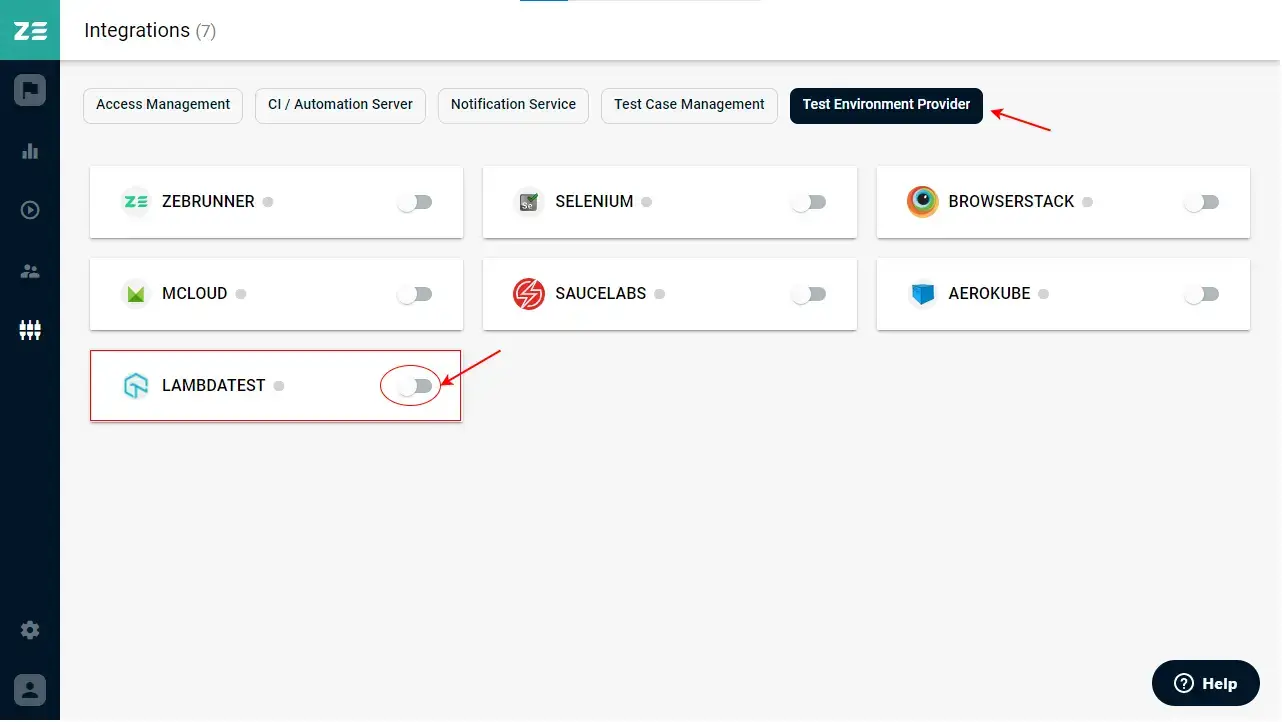 ZE
Integrations (7)
Access Management
CI / Automation Server
Notification Service
Test Case Management
Test Environment Provider
ZE ZEBRUNNER
Se SELENIUM
BROWSERSTACK
MCLOUD
SAUCELABS
AEROKUBE
LAMBDATEST
? Help